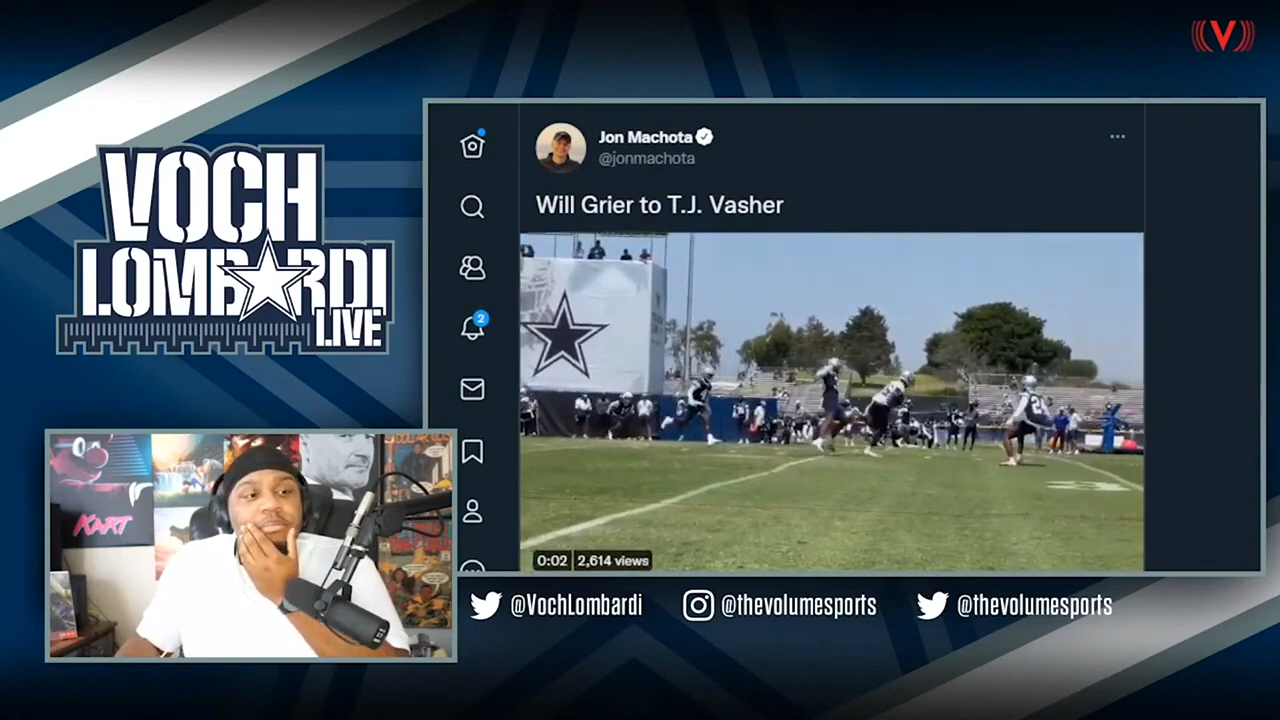 V
VOCH
LOMBARDI
LIVE
Jon Machota
@jonmachota
Will Grier to T.J. Vasher
2
0:02 2,614 views
KART
@VochLombardi
@thevolumesports
@thevolumesports